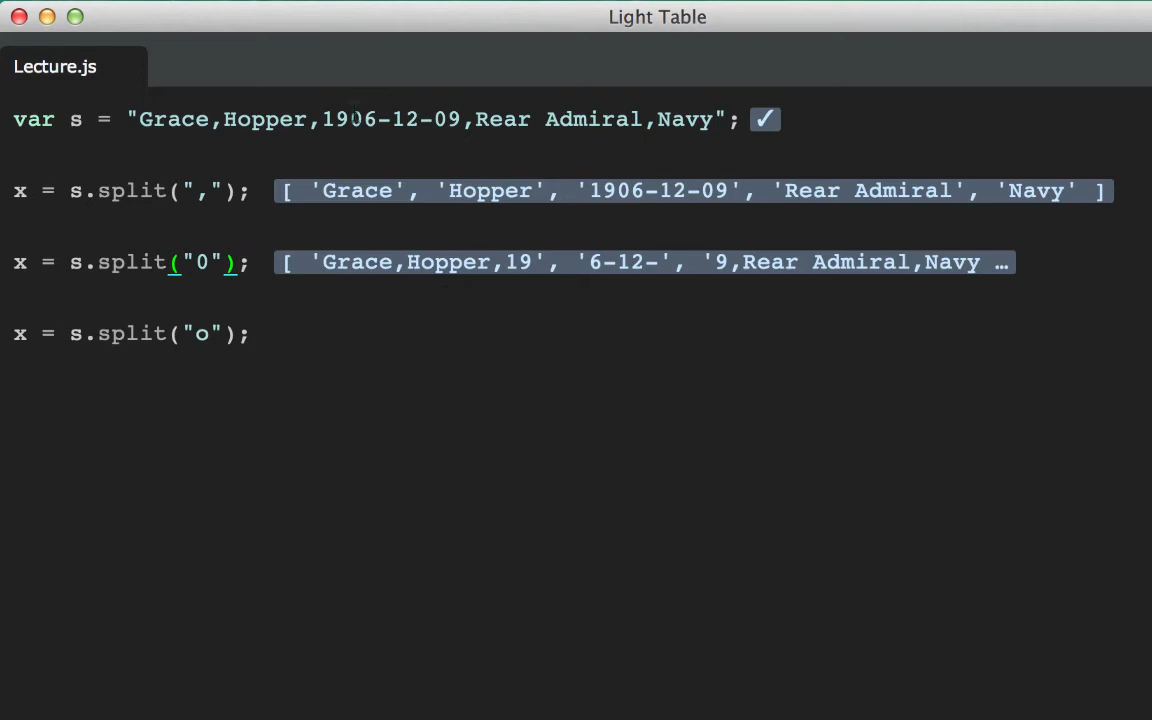 Light Table
Lecture.js
var s = "Grace,Hopper,1906-12-09,Rear Admiral,Navy"; ✓
x = s.split(","); [ 'Grace', 'Hopper', '1906-12-09', 'Rear Admiral', 'Navy' ]
x = s.split("0"); [ 'Grace,Hopper,19', '6-12-', '9,Rear Admiral,Navy …
x = s.split("o");